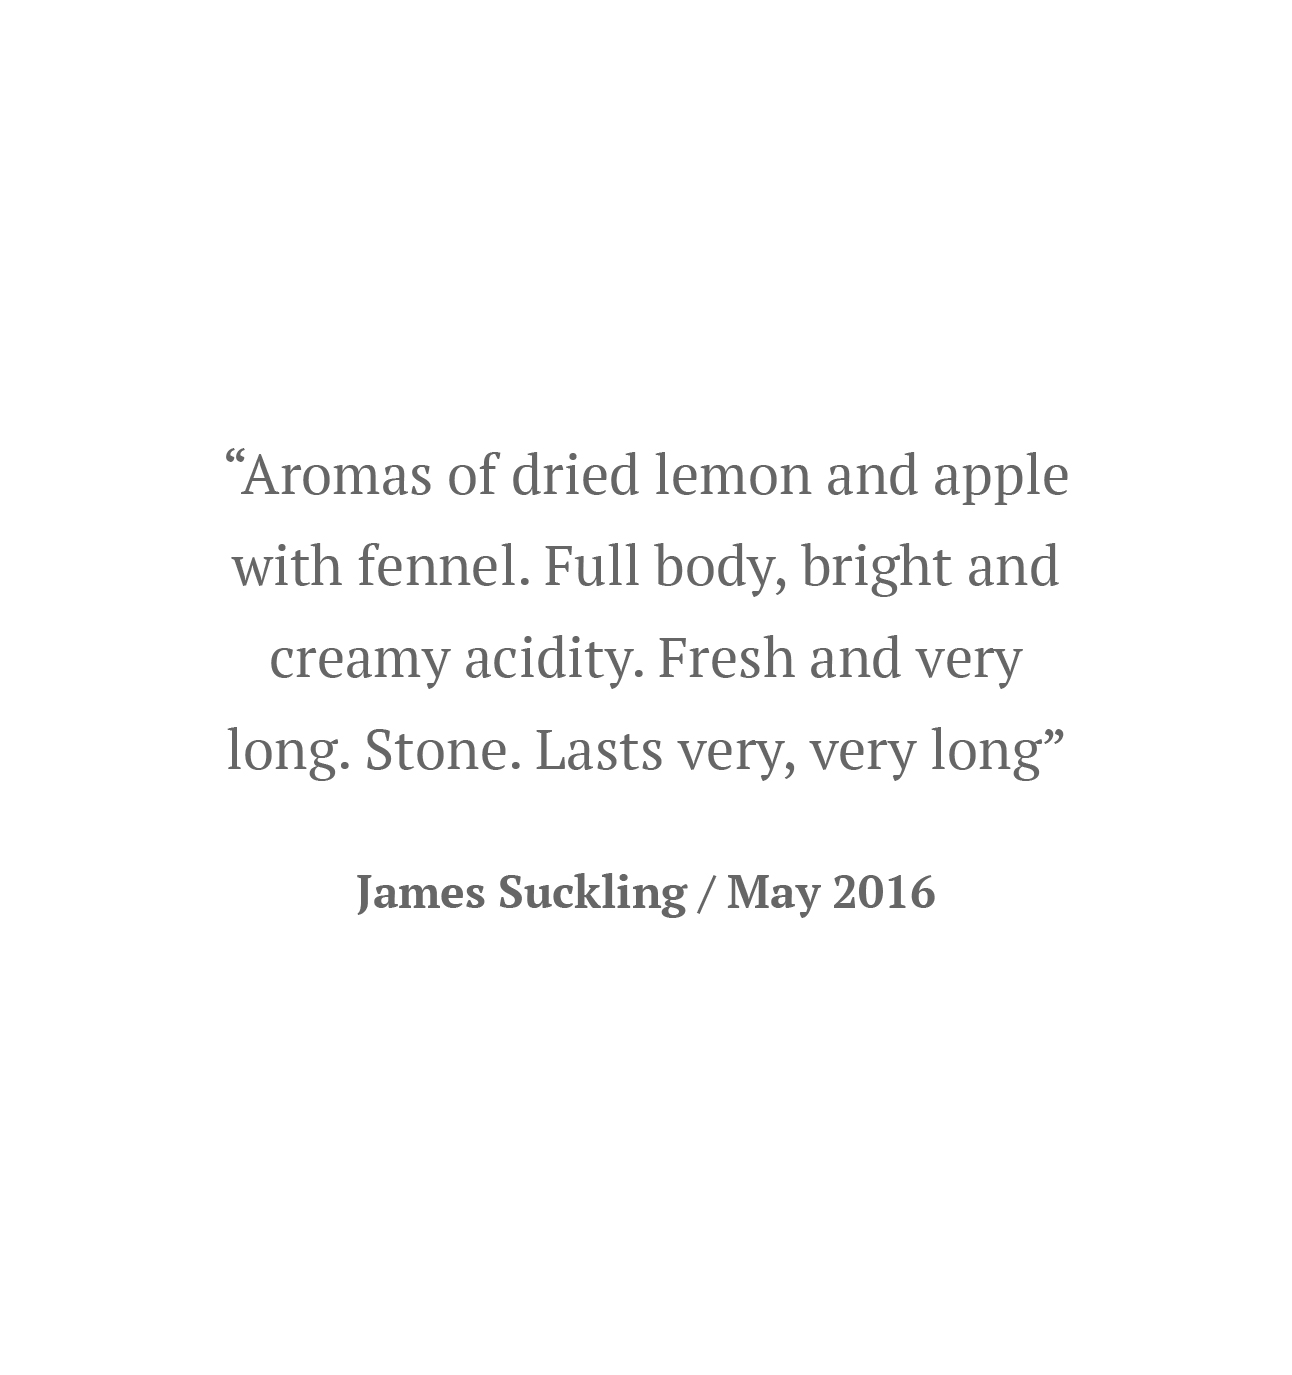 “Aromas of dried lemon and apple
with fennel. Full body, bright and
creamy acidity. Fresh and very
long. Stone. Lasts very, very long”
James Suckling / May 2016